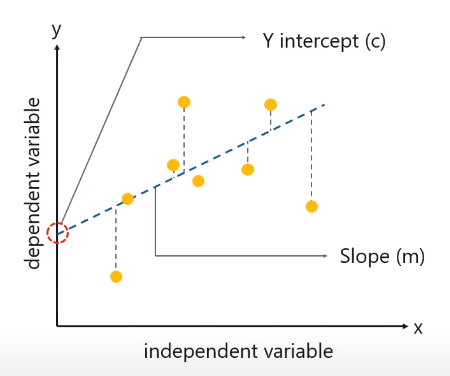 y
Y intercept (c)
dependent variable
Slope (m)
x
independent variable